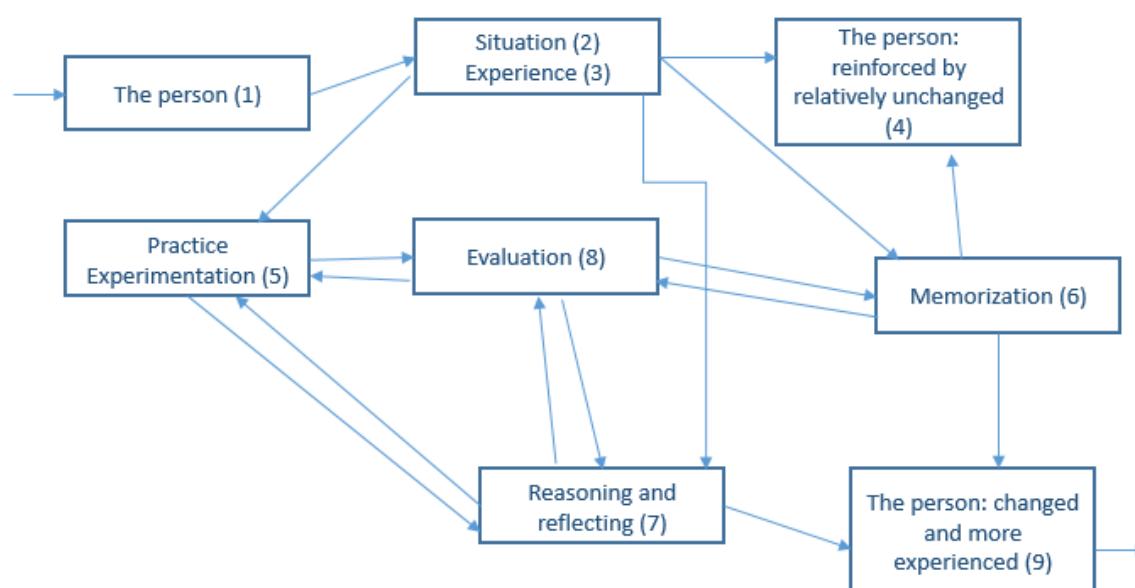 The person (1)
Situation (2)
Experience (3)
The person:
reinforced by
relatively unchanged
(4)
Practice
Experimentation (5)
Evaluation (8)
Memorization (6)
Reasoning and
reflecting (7)
The person: changed
and more
experienced (9)